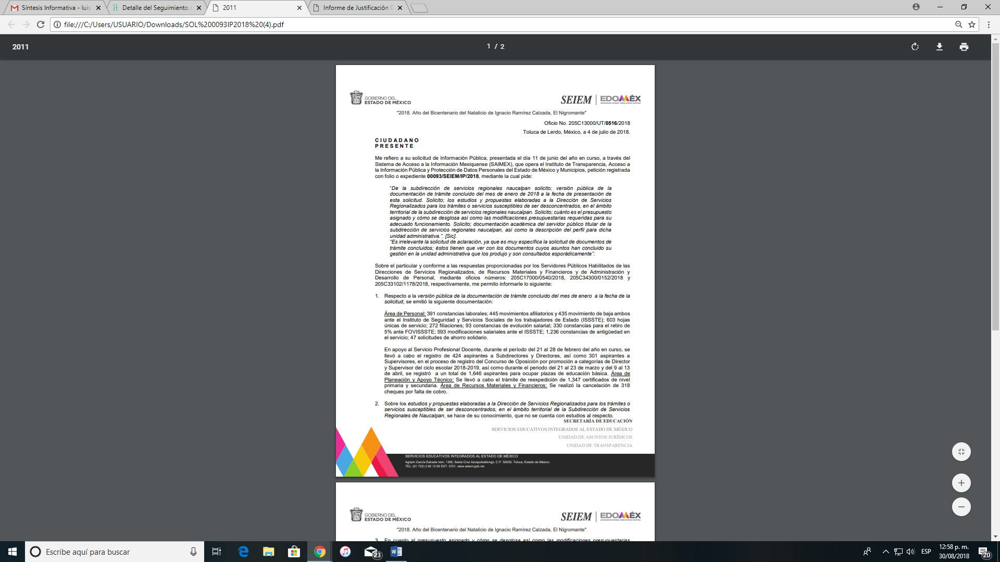 Síntesis Informativa - luis.
Detalle del Seguimiento
2011
Informe de Justificación
file:///C:/Users/USUARIO/Downloads/SOL%200093IP2018%20(4).pdf
2011
1 / 2
GOBIERNO DEL
ESTADO DE MÉXICO
SEIEM
EDOMÉX
"2018. Año del Bicentenario del Natalicio de Ignacio Ramírez Calzada, El Nigromante"
Oficio No. 205C13000/UT/0516/2018
Toluca de Lerdo, México, a 4 de julio de 2018.
C I U D A D A N O
P R E S E N T E
Me refiero a su solicitud de Información Pública, presentada el día 11 de junio del año en curso, a través del
Sistema de Acceso a la Información Mexiquense (SAIMEX), que opera el Instituto de Transparencia, Acceso a
la Información Pública y Protección de Datos Personales del Estado de México y Municipios, petición registrada
con folio o expediente 00093/SEIEM/IP/2018, mediante la cual pide:
"De la subdirección de servicios regionales naucalpan solicito; versión pública de la
documentación de trámite concluido del mes de enero de 2018 a la fecha de presentación de
esta solicitud. Solicito; los estudios y propuestas elaboradas a la Dirección de Servicios
Regionalizados para los trámites o servicios susceptibles de ser desconcentrados, en el ámbito
territorial de la subdirección de servicios regionales naucalpan. Solicito; cuánto es el presupuesto
asignado y cómo se desglosa así como las modificaciones presupuestarias requeridas para su
adecuado funcionamiento. Solicito; documentación académica del servidor público titular de la
subdirección de servicios regionales naucalpan, así como la descripción del perfil para dicha
unidad administrativa.". [Sic].
"Es irrelevante la solicitud de aclaración, ya que es muy específica la solicitud de documentos de
trámite concluidos; éstos tienen que ver con los documentos cuyos asuntos han concluido su
gestión en la unidad administrativa que los produjo y son consultados esporádicamente".
Sobre el particular y conforme a las respuestas proporcionadas por los Servidores Públicos Habilitados de las
Direcciones de Servicios Regionalizados, de Recursos Materiales y Financieros y de Administración y
Desarrollo de Personal, mediante oficios números: 205C17000/0540/2018, 205C34300/0152/2018 y
205C33102/1178/2018, respectivamente, me permito informarle lo siguiente:
1. Respecto a la versión pública de la documentación de trámite concluido del mes de enero a la fecha de la
solicitud, se emitió la siguiente documentación:
Área de Personal: 391 constancias laborales; 445 movimientos afiliatorios y 435 movimiento de baja ambos
ante el Instituto de Seguridad y Servicios Sociales de los trabajadores de Estado (ISSSTE); 603 hojas
únicas de servicio; 272 filiaciones; 93 constancias de evolución salarial; 330 constancias para el retiro de
5% ante FOVISSSTE; 593 modificaciones salariales ante el ISSSTE; 1,236 constancias de antigüedad en
el servicio; 47 solicitudes de ahorro solidario.
En apoyo al Servicio Profesional Docente, durante el período del 21 al 28 de febrero del año en curso, se
llevó a cabo el registro de 424 aspirantes a Subdirectores y Directores, así como 301 aspirantes a
Supervisores, en el proceso de registro del Concurso de Oposición por promoción a categorías de Director
y Supervisor del ciclo escolar 2018-2019, así como durante el periodo del 21 al 23 de marzo y del 9 al 13
de abril, se registró a un total de 1,646 aspirantes para ocupar plazas de educación básica. Área de
Planeación y Apoyo Técnico: Se llevó a cabo el trámite de reexpedición de 1,347 certificados de nivel
primaria y secundaria. Área de Recursos Materiales y Financieros: Se realizó la cancelación de 318
cheques por falta de cobro.
2. Sobre los estudios y propuestas elaboradas a la Dirección de Servicios Regionalizados para los trámites o
servicios susceptibles de ser desconcentrados, en el ámbito territorial de la Subdirección de Servicios
Regionales de Naucalpan, se hace de su conocimiento, que no se cuenta con estudios al respecto.
SECRETARÍA DE EDUCACIÓN
SERVICIOS EDUCATIVOS INTEGRADOS AL ESTADO DE MÉXICO
UNIDAD DE ASUNTOS JURÍDICOS
UNIDAD DE TRANSPARENCIA
SERVICIOS EDUCATIVOS INTEGRADOS AL ESTADO DE MÉXICO
Agripín García Estrada núm. 1306, Santa Cruz Azcapotzaltongo, C.P. 50030, Toluca, Estado de México.
TEL: (01 722) 2 65 12 00 EXT. 0721, www.seiem.gob.mx
GOBIERNO DEL
ESTADO DE MÉXICO
SEIEM
EDOMÉX
"2018. Año del Bicentenario del Natalicio de Ignacio Ramírez Calzada, El Nigromante"
3. En cuanto al presupuesto asignado y cómo se desglosa así como las modificaciones presupuestarias
Escribe aquí para buscar
23
ESP
12:58 p. m.
30/08/2018
20